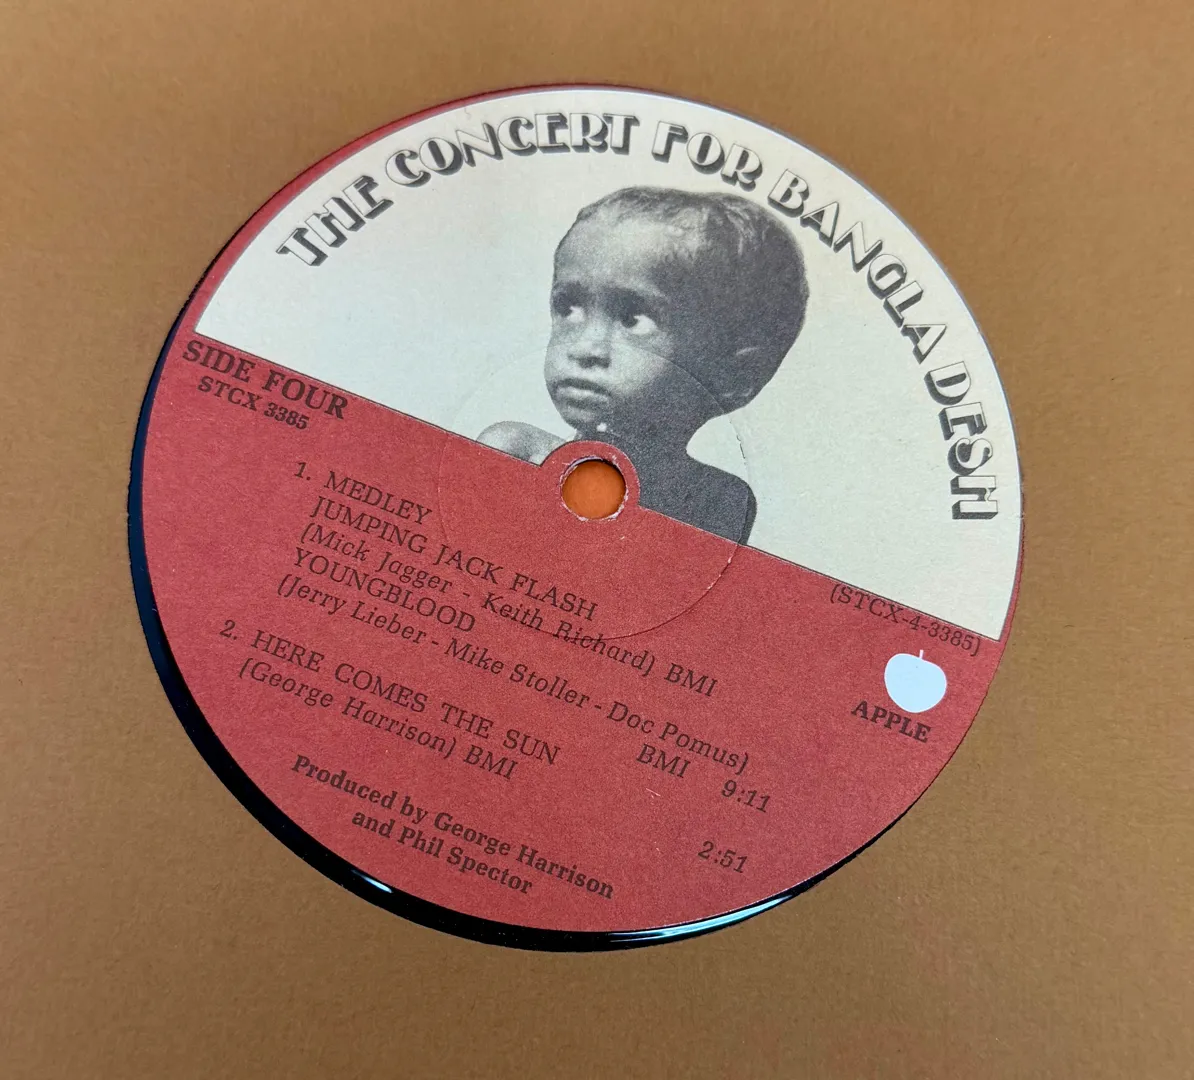 THE CONCERT FOR BANGLA DESH
SIDE FOUR
STCX 3385
(STCX-4-3385)
APPLE
1. MEDLEY
JUMPING JACK FLASH
(Mick Jagger - Keith Richard) BMI
YOUNGBLOOD
(Jerry Lieber - Mike Stoller - Doc Pomus)
BMI 9:11
2. HERE COMES THE SUN
(George Harrison) BMI 2:51
Produced by George Harrison
and Phil Spector